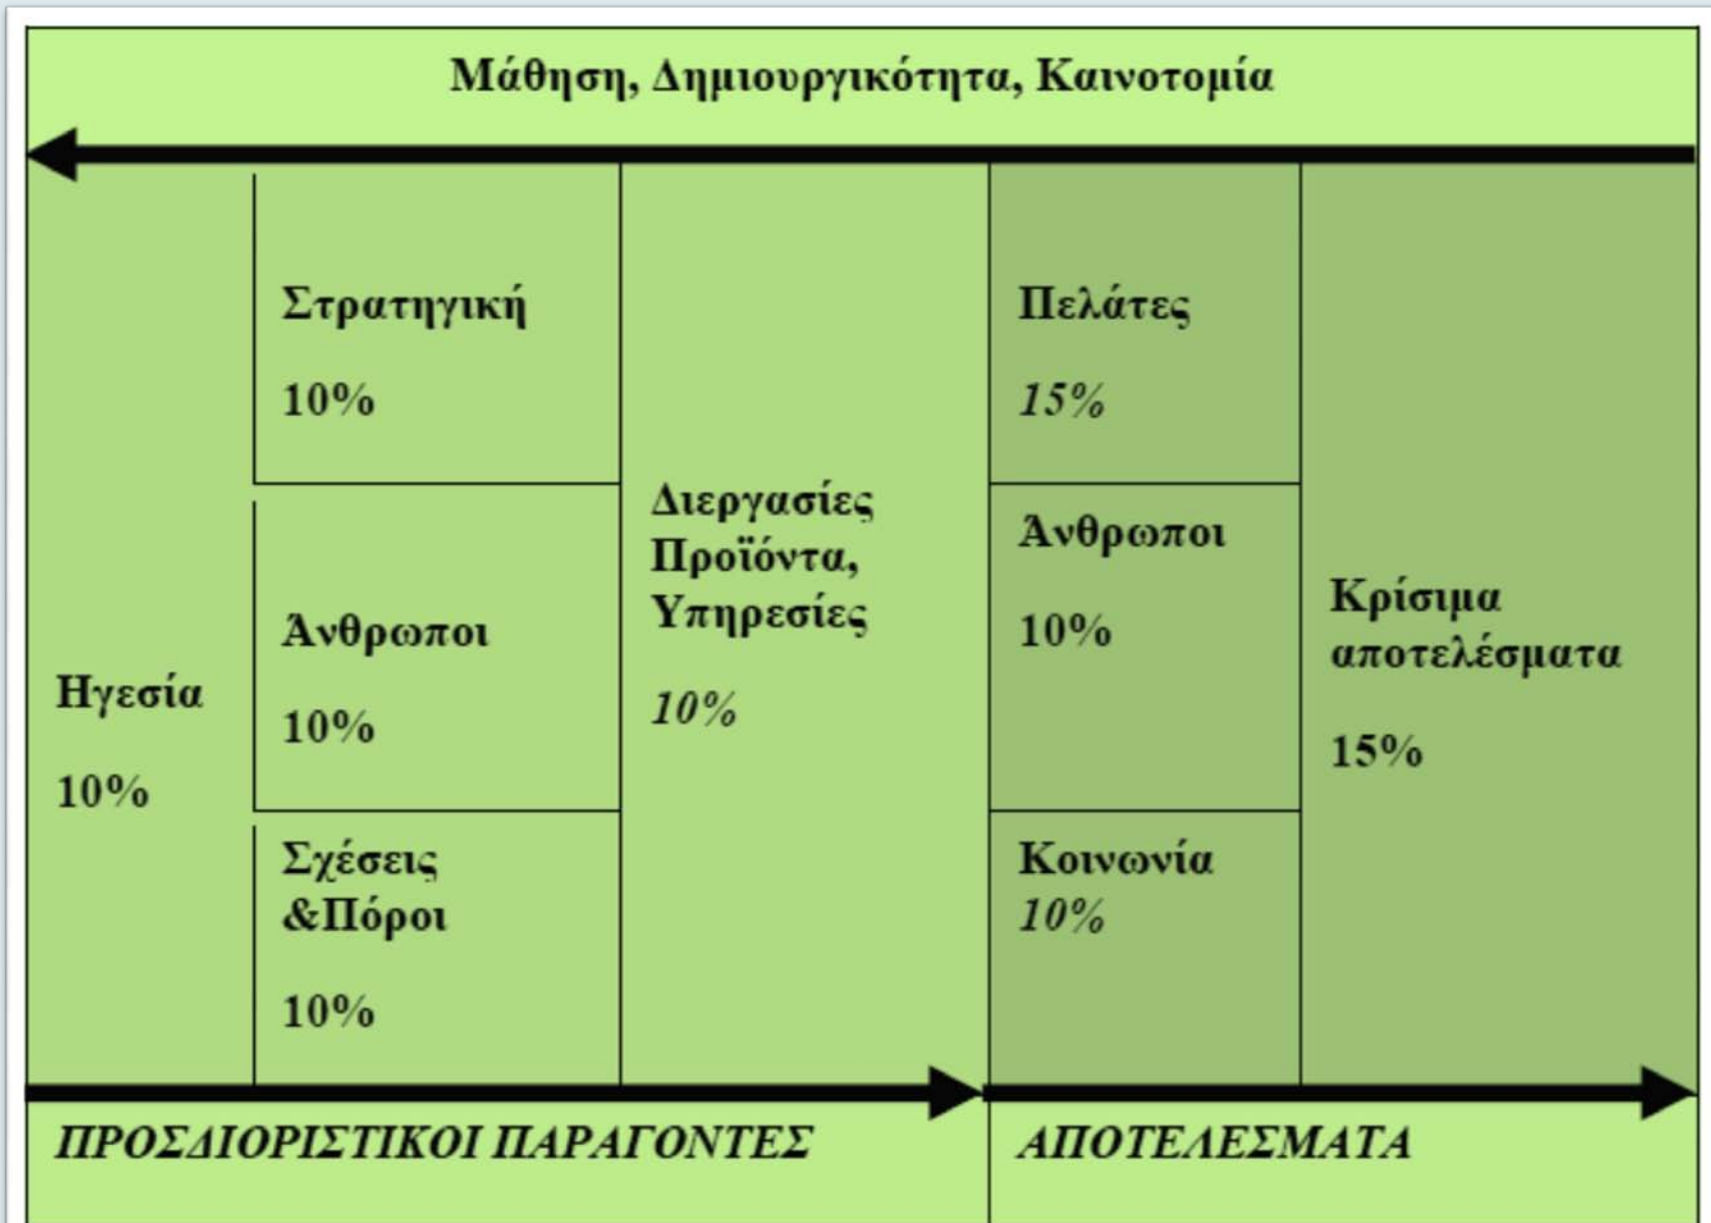 Μάθηση, Δημιουργικότητα, Καινοτομία
Ηγεσία
10%
Στρατηγική
10%
Άνθρωποι
10%
Σχέσεις
&Πόροι
10%
Διεργασίες
Προϊόντα,
Υπηρεσίες
10%
Πελάτες
15%
Άνθρωποι
10%
Κοινωνία
10%
Κρίσιμα
αποτελέσματα
15%
ΠΡΟΣΔΙΟΡΙΣΤΙΚΟΙ ΠΑΡΑΓΟΝΤΕΣ
ΑΠΟΤΕΛΕΣΜΑΤΑ